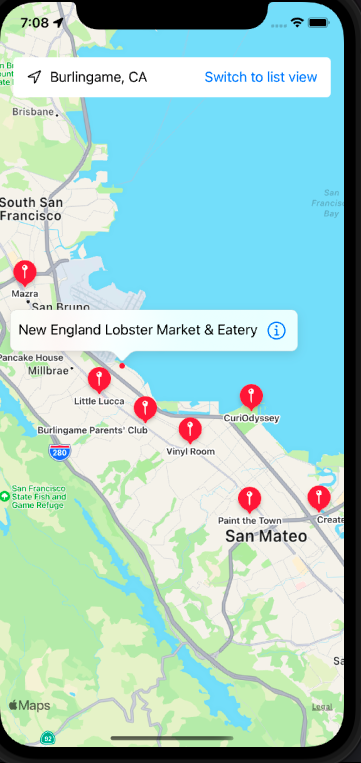 7:08
Burlingame, CA
Switch to list view
Brisbane
South San
Francisco
San
Francisco
Bay
Mazra
San Bruno
New England Lobster Market & Eatery
Pancake House
Millbrae
Little Lucca
CuriOdyssey
Burlingame Parents' Club
Vinyl Room
280
San Francisco
State Fish and
Game Refuge
Paint the Town
Create
San Mateo
Maps
Legal
92